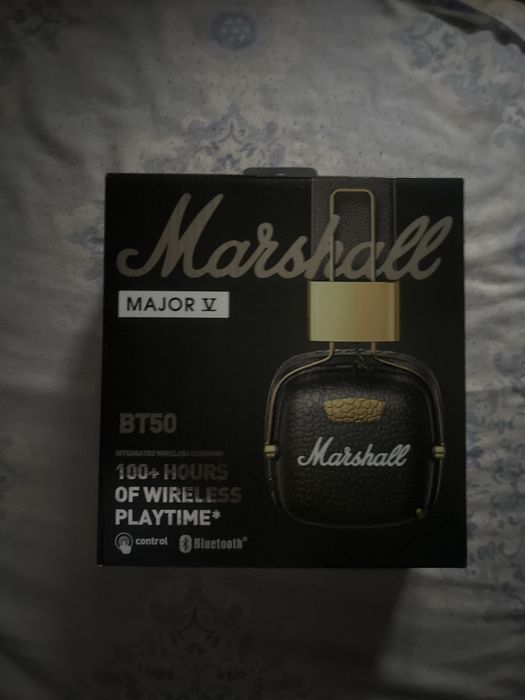 Marshall
MAJOR V
BT50
INTEGRATED WIRELESS CHARGING
100+ HOURS
OF WIRELESS
PLAYTIME*
control
Bluetooth®
Marshall